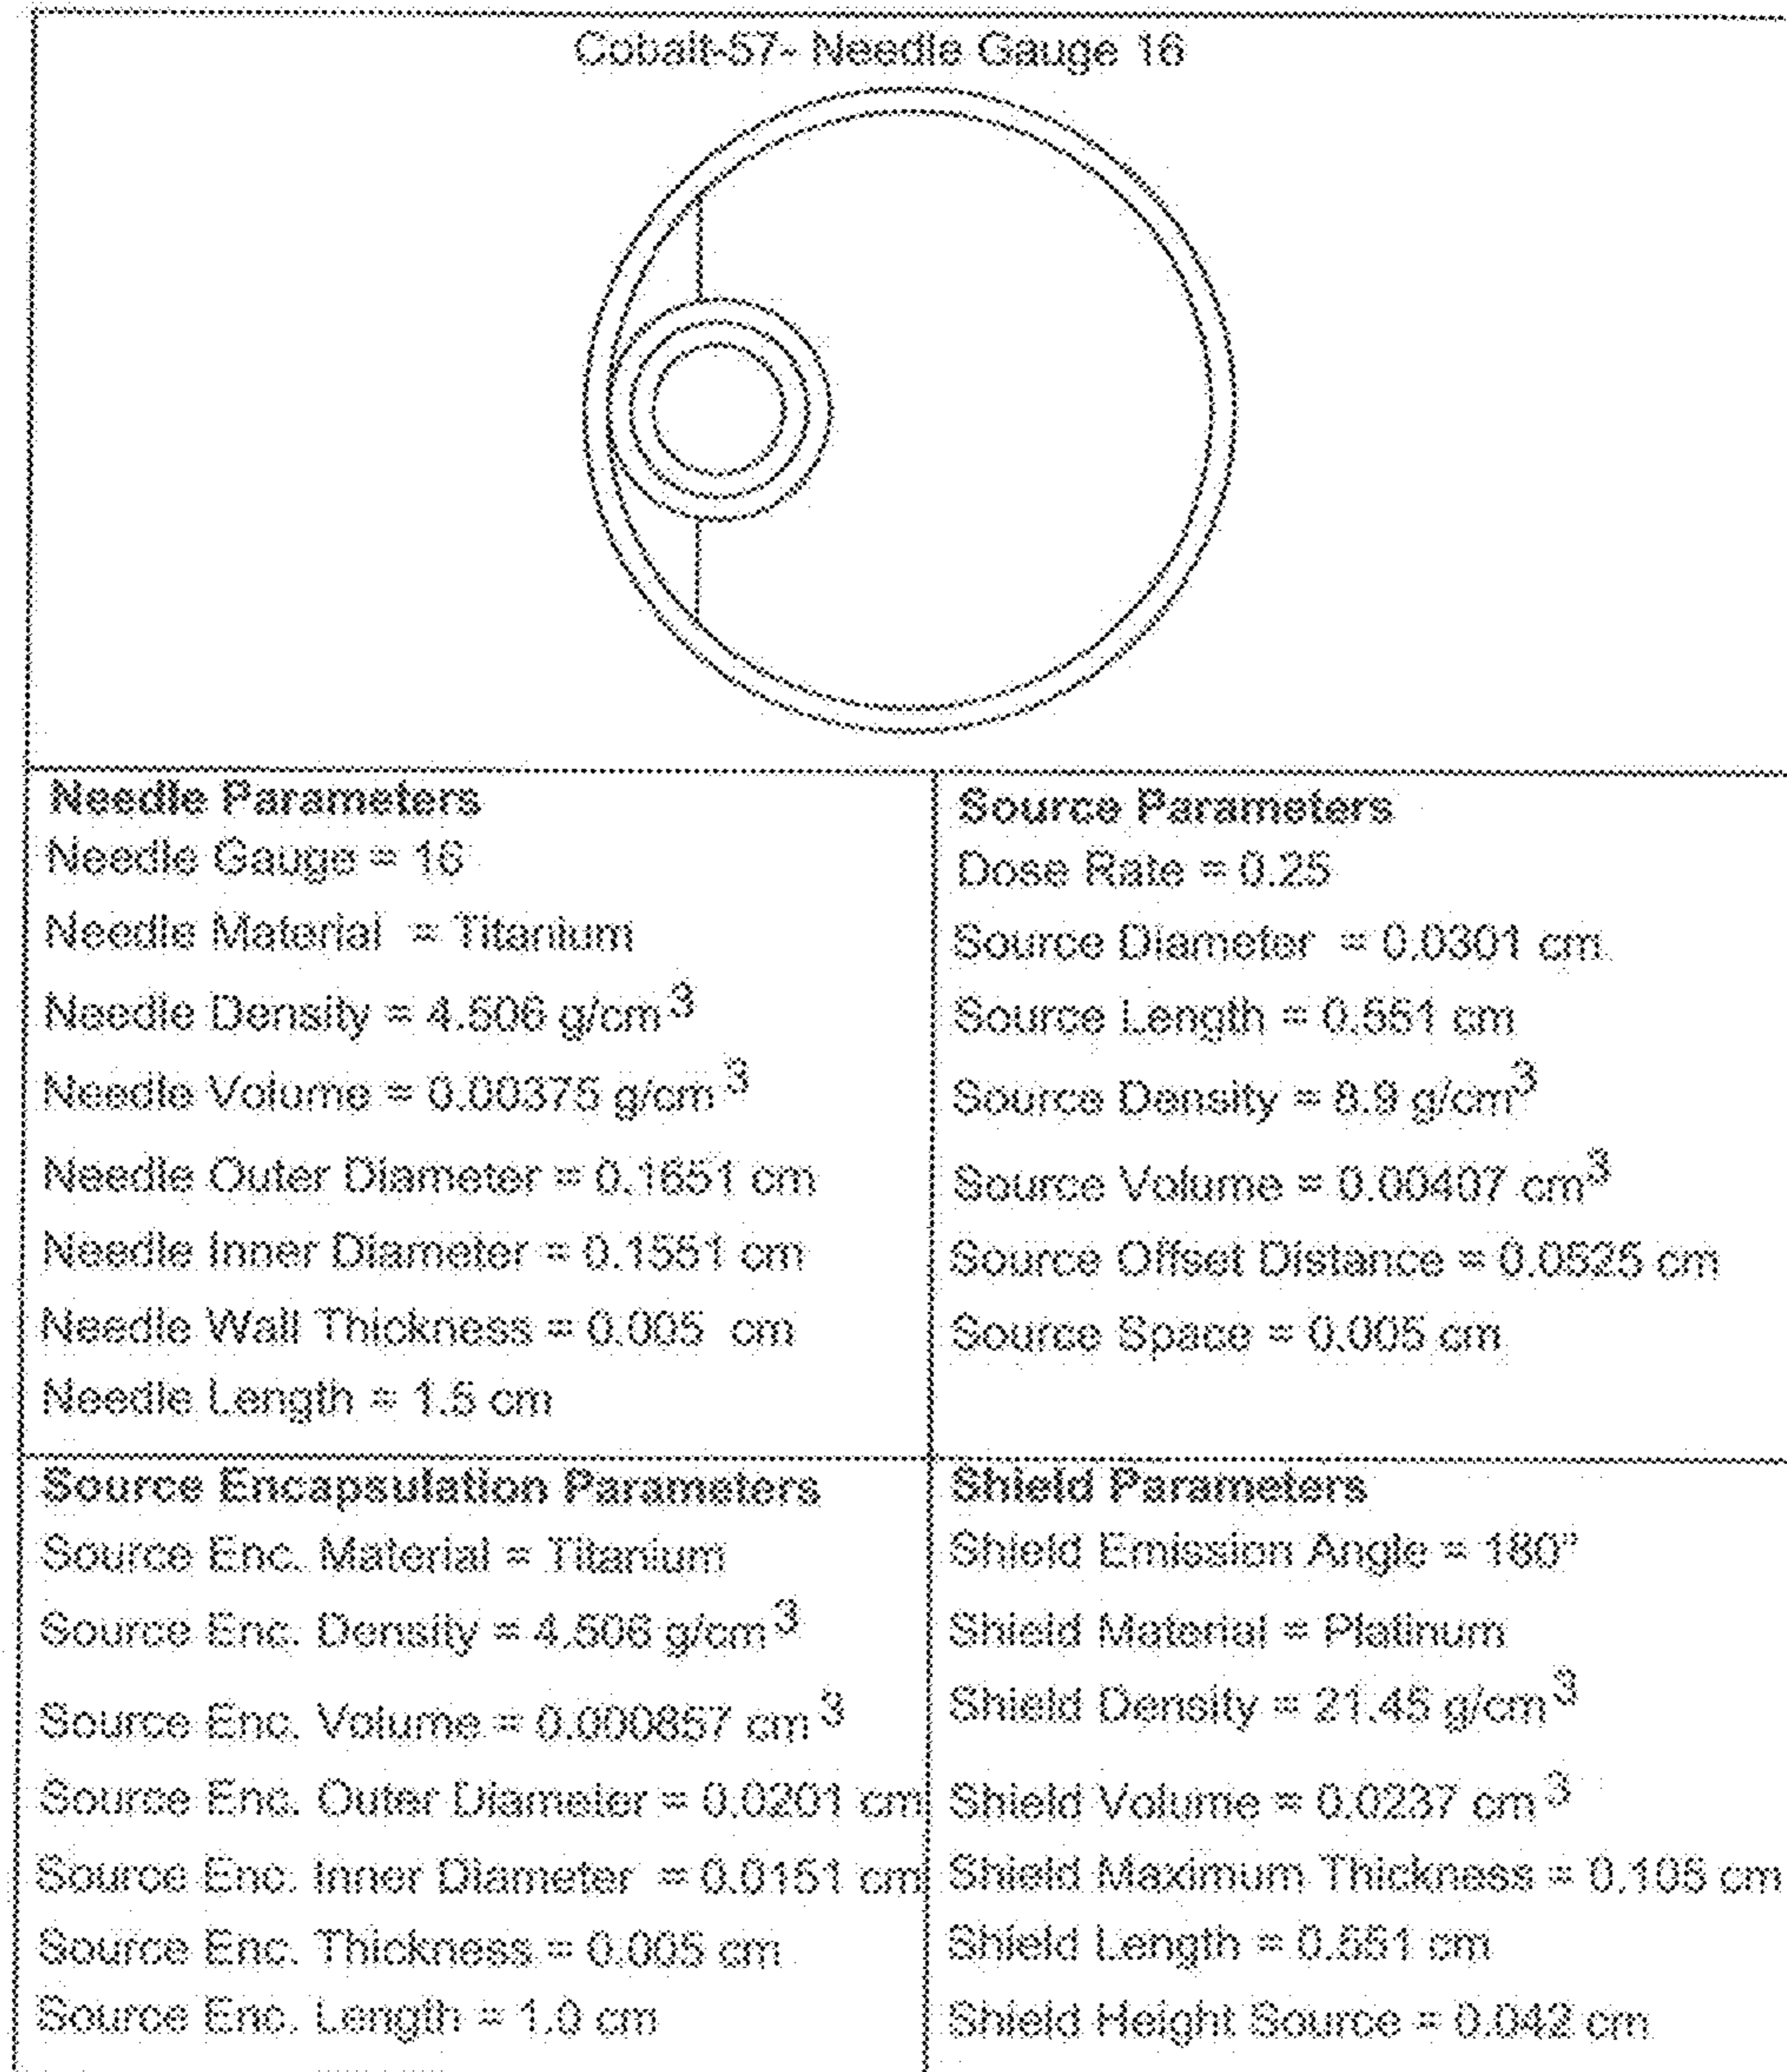 Cobalt-57- Needle Gauge 16
Needle Parameters
Needle Gauge = 16
Needle Material = Titanium
Needle Density = 4.506 g/cm3
Needle Volume = 0.00375 g/cm3
Needle Outer Diameter = 0.1651 cm
Needle Inner Diameter = 0.1551 cm
Needle Wall Thickness = 0.005 cm
Needle Length = 1.5 cm
Source Parameters
Dose Rate = 0.25
Source Diameter = 0.0301 cm
Source Length = 0.551 cm
Source Density = 8.9 g/cm3
Source Volume = 0.00407 cm3
Source Offset Distance = 0.0525 cm
Source Space = 0.005 cm
Source Encapsulation Parameters
Source Enc. Material = Titanium
Source Enc. Density = 4.506 g/cm3
Source Enc. Volume = 0.000857 cm3
Source Enc. Outer Diameter = 0.0201 cm
Source Enc. Inner Diameter = 0.0151 cm
Source Enc. Thickness = 0.005 cm
Source Enc. Length = 1.0 cm
Shield Parameters
Shield Emission Angle = 180°
Shield Material = Platinum
Shield Density = 21.45 g/cm3
Shield Volume = 0.0237 cm3
Shield Maximum Thickness = 0.105 cm
Shield Length = 0.551 cm
Shield Height Source = 0.042 cm